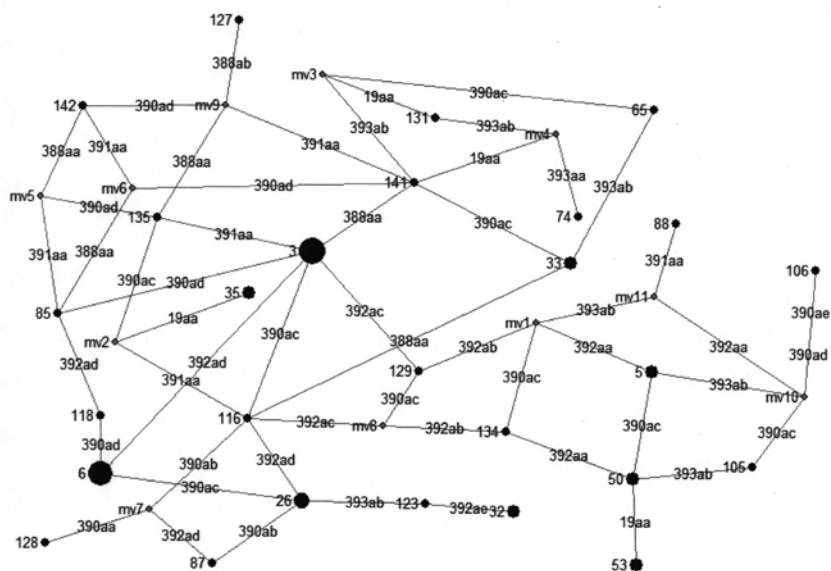 127
388ab
mv3
390ac
142
390ad
mv9
19aa
65
131
393ab
393ab
mv4
391aa
388aa
391aa
19aa
388aa
393aa
393ab
mv6
390ad
141
mv5
390ad
135
388aa
390ac
74
88
391aa
3
391aa
388aa
33
391aa
106
390ac
390ad
35
mv11
393ab
390ae
85
19aa
392ac
mv1
mv2
390ac
388aa
392ab
392aa
392aa
390ad
392ad
392ad
391aa
129
5
393ab
390ac
mv10
390ac
118
116
392ac
mv8
392ab
134
390ac
390ac
390ad
390ab
392ad
392aa
6
390ac
50
393ab
105
26
393ab
123
392ae
32
mv7
390aa
19aa
128
392ad
390ab
87
53